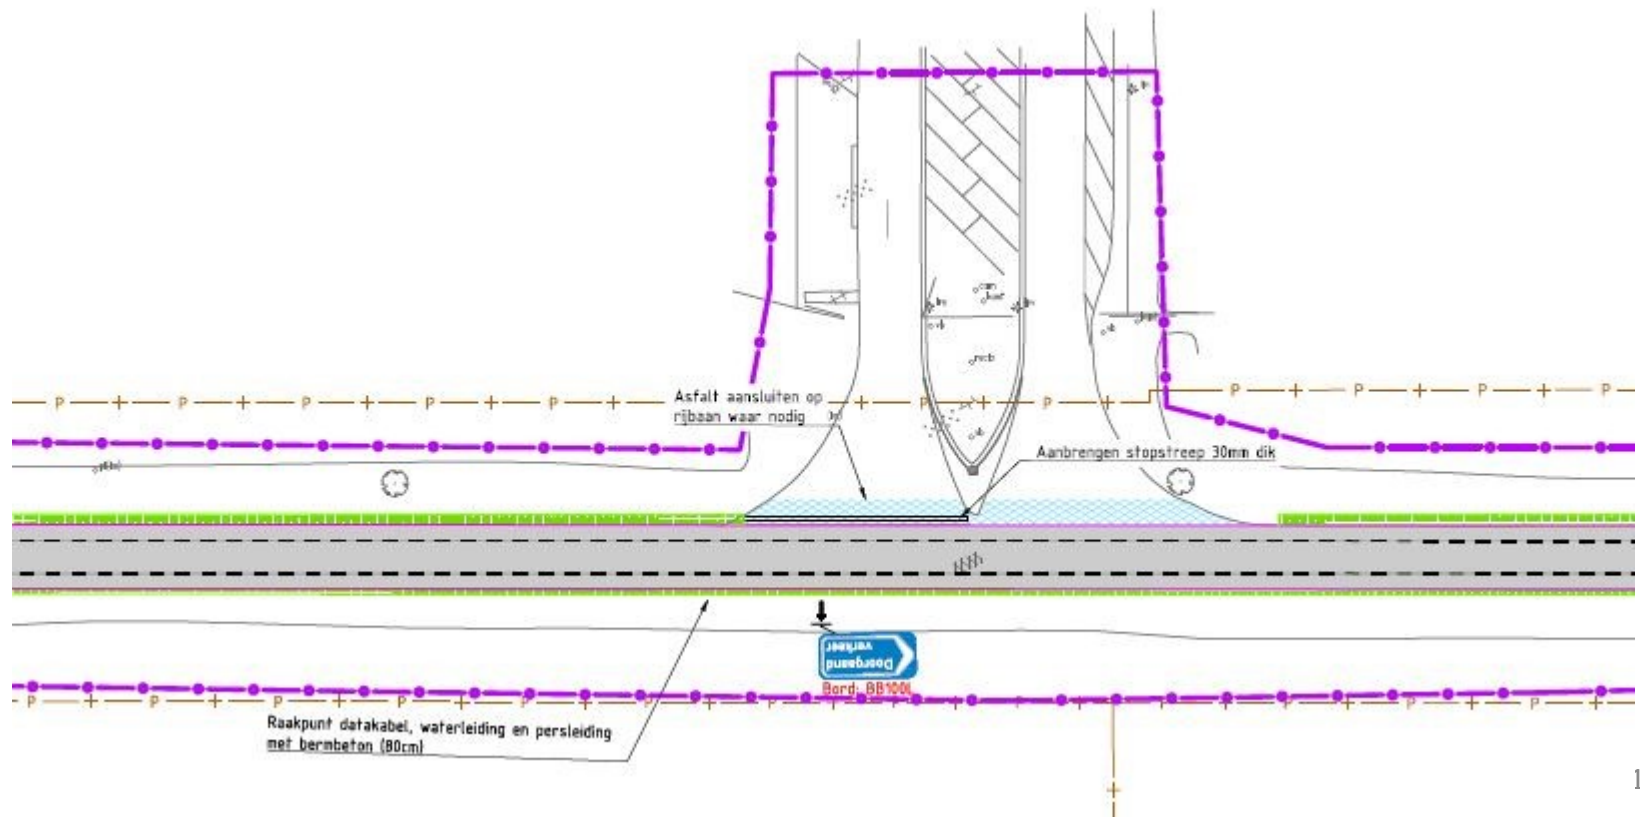 P P P P P P P P P P P P
Asfalt aansluiten op
rijbaan waar nodig
Aanbrengen stopstreep 30mm dik
Doorgaand
verkeer
Bord: BB100L
P P P P P P P P P P P P P
Raakpunt datakabel, waterleiding en persleiding
met bermbeton (80cm)
1